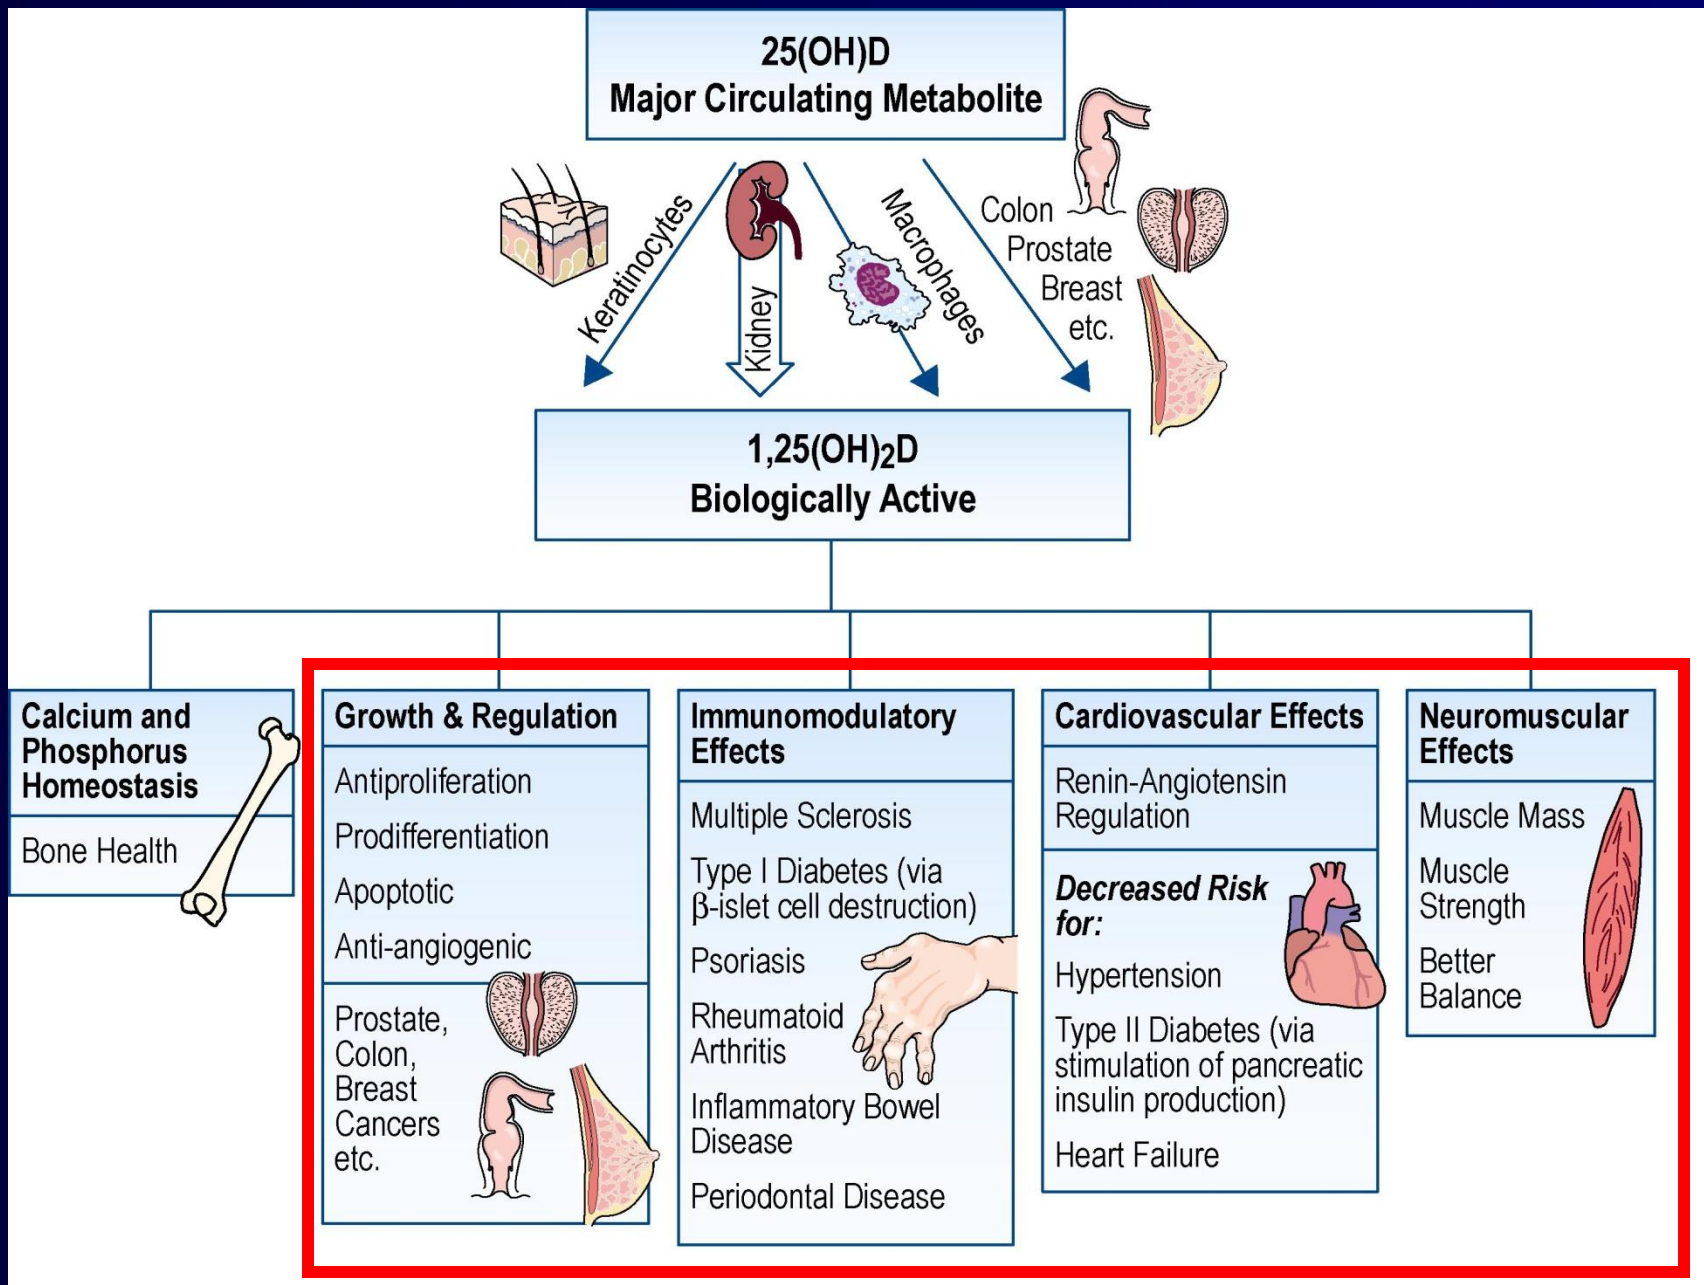 25(OH)D
Major Circulating Metabolite
Keratinocytes
Kidney
Macrophages
Colon
Prostate
Breast
etc.
1,25(OH)₂D
Biologically Active
Calcium and
Phosphorus
Homeostasis
Bone Health
Growth & Regulation
Antiproliferation
Prodifferentiation
Apoptotic
Anti-angiogenic
Prostate,
Colon,
Breast
Cancers
etc.
Immunomodulatory
Effects
Multiple Sclerosis
Type I Diabetes (via
β-islet cell destruction)
Psoriasis
Rheumatoid
Arthritis
Inflammatory Bowel
Disease
Periodontal Disease
Cardiovascular Effects
Renin-Angiotensin
Regulation
Decreased Risk
for:
Hypertension
Type II Diabetes (via
stimulation of pancreatic
insulin production)
Heart Failure
Neuromuscular
Effects
Muscle Mass
Muscle
Strength
Better
Balance